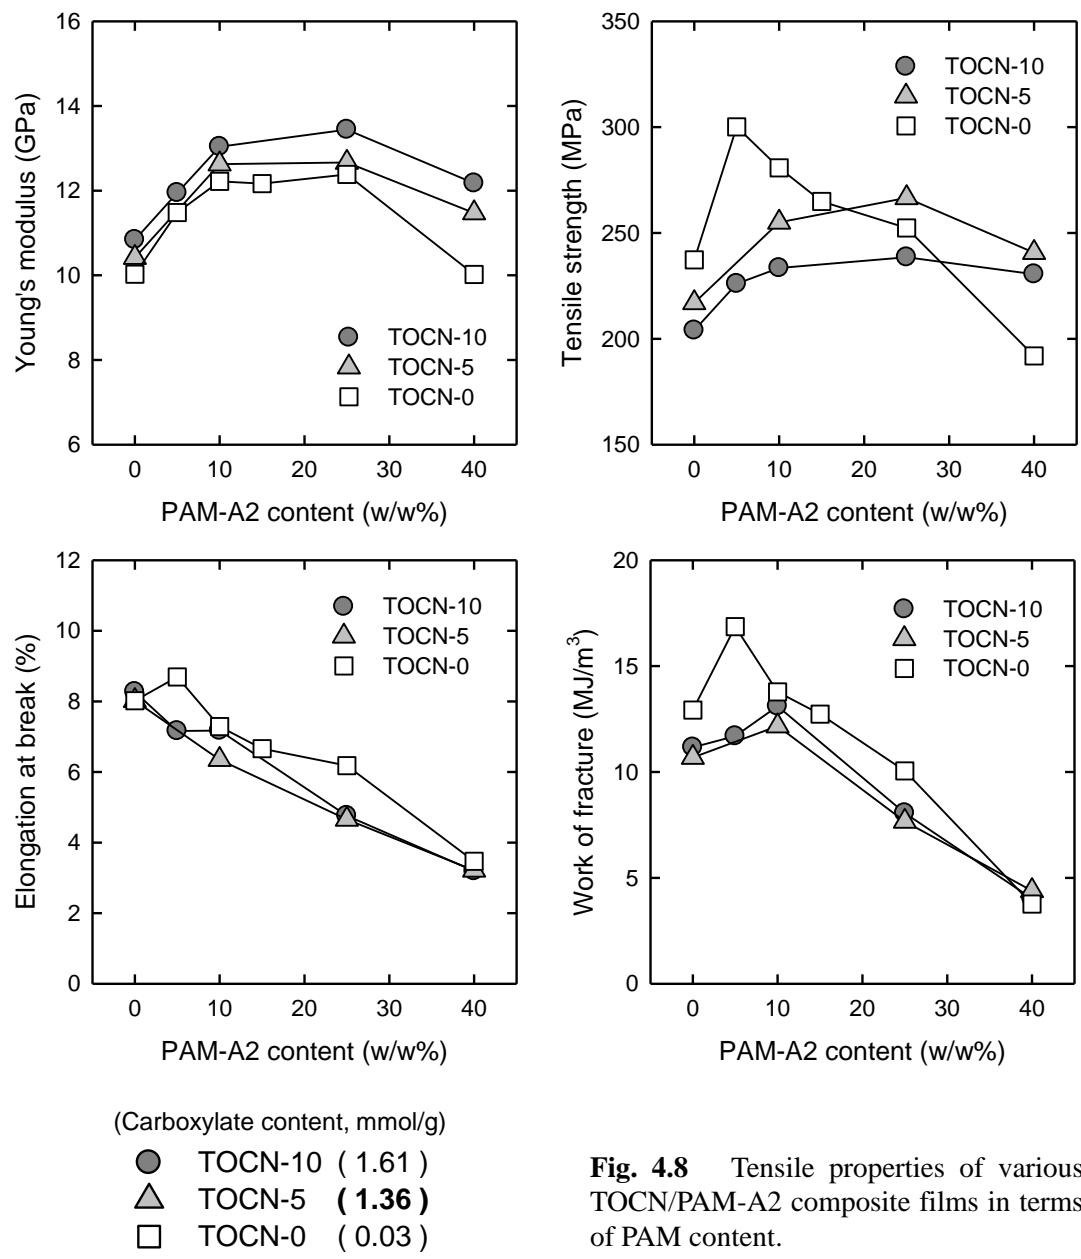 16
14
12
10
8
6
Young's modulus (GPa)
TOCN-10
TOCN-5
TOCN-0
0 10 20 30 40
PAM-A2 content (w/w%)
350
300
250
200
150
Tensile strength (MPa)
TOCN-10
TOCN-5
TOCN-0
0 10 20 30 40
PAM-A2 content (w/w%)
12
10
8
6
4
2
0
Elongation at break (%)
TOCN-10
TOCN-5
TOCN-0
0 10 20 30 40
PAM-A2 content (w/w%)
20
15
10
5
0
Work of fracture (MJ/m³)
TOCN-10
TOCN-5
TOCN-0
0 10 20 30 40
PAM-A2 content (w/w%)
(Carboxylate content, mmol/g)
TOCN-10 ( 1.61 )
TOCN-5 ( 1.36 )
TOCN-0 ( 0.03 )
Fig. 4.8 Tensile properties of various
TOCN/PAM-A2 composite films in terms
of PAM content.